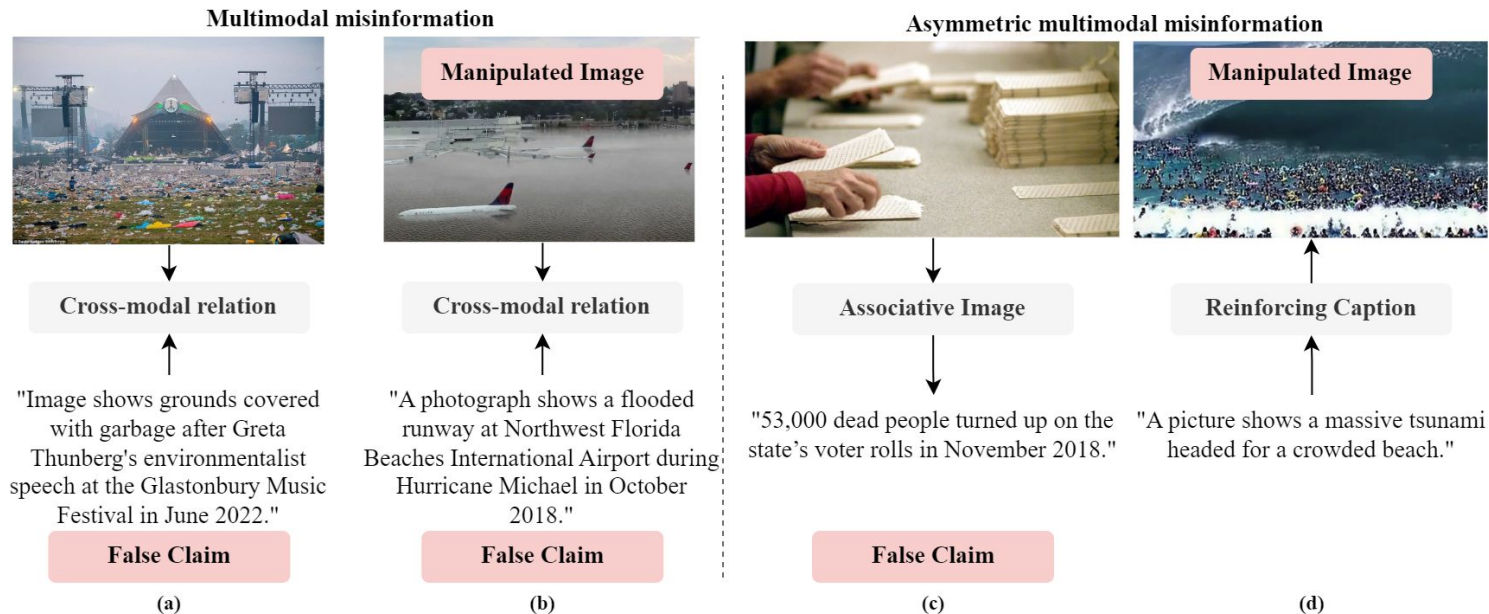 Multimodal misinformation
Asymmetric multimodal misinformation
Manipulated Image
Manipulated Image
Cross-modal relation
Cross-modal relation
Associative Image
Reinforcing Caption
"Image shows grounds covered
with garbage after Greta
Thunberg's environmentalist
speech at the Glastonbury Music
Festival in June 2022."
"A photograph shows a flooded
runway at Northwest Florida
Beaches International Airport during
Hurricane Michael in October
2018."
"53,000 dead people turned up on the
state’s voter rolls in November 2018."
"A picture shows a massive tsunami
headed for a crowded beach."
False Claim
False Claim
False Claim
(a)
(b)
(c)
(d)